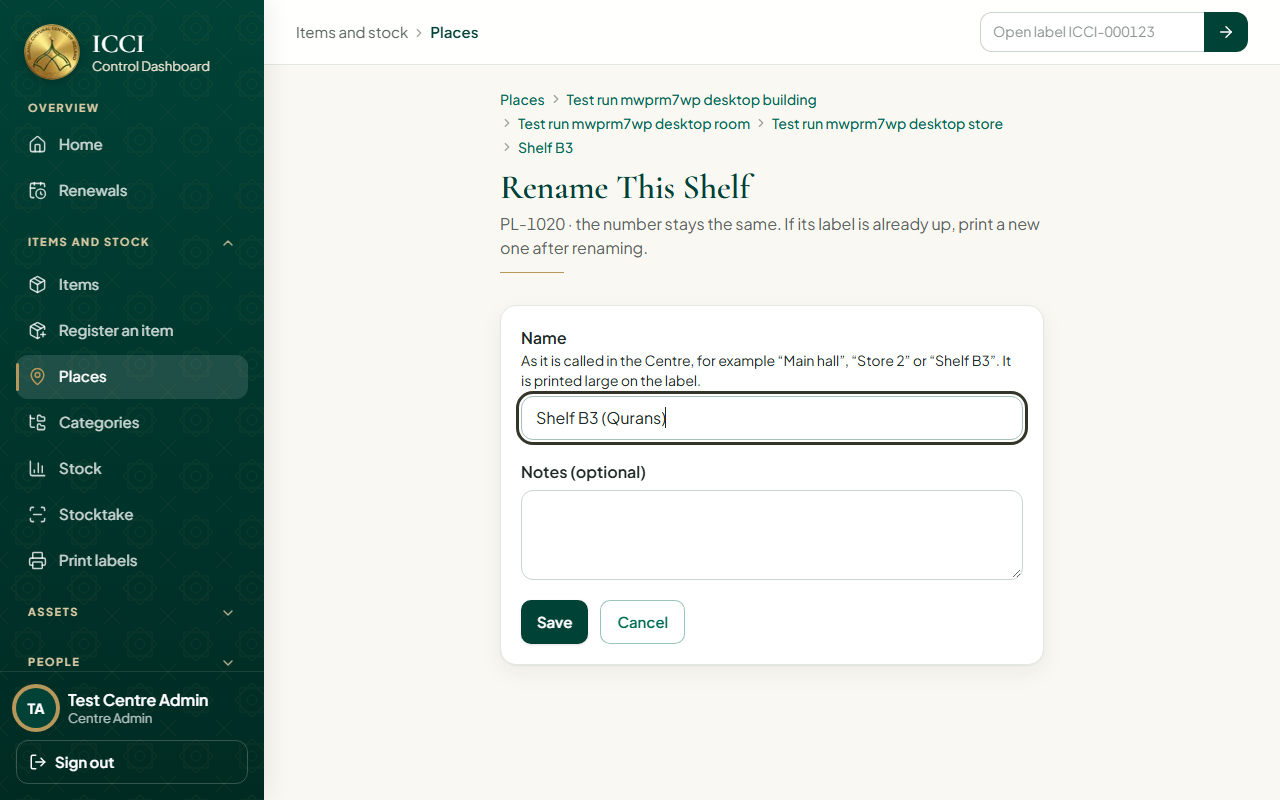 ICCI
Control Dashboard
OVERVIEW
Home
Renewals
ITEMS AND STOCK
Items
Register an item
Places
Categories
Stock
Stocktake
Print labels
ASSETS
PEOPLE
TA
Test Centre Admin
Centre Admin
Sign out
Items and stock › Places
Open label ICCI-000123
Places › Test run mwprm7wp desktop building
› Test run mwprm7wp desktop room › Test run mwprm7wp desktop store
› Shelf B3
Rename This Shelf
PL-1020 · the number stays the same. If its label is already up, print a new
one after renaming.
Name
As it is called in the Centre, for example “Main hall”, “Store 2” or “Shelf B3”. It
is printed large on the label.
Shelf B3 (Qurans)
Notes (optional)
Save
Cancel